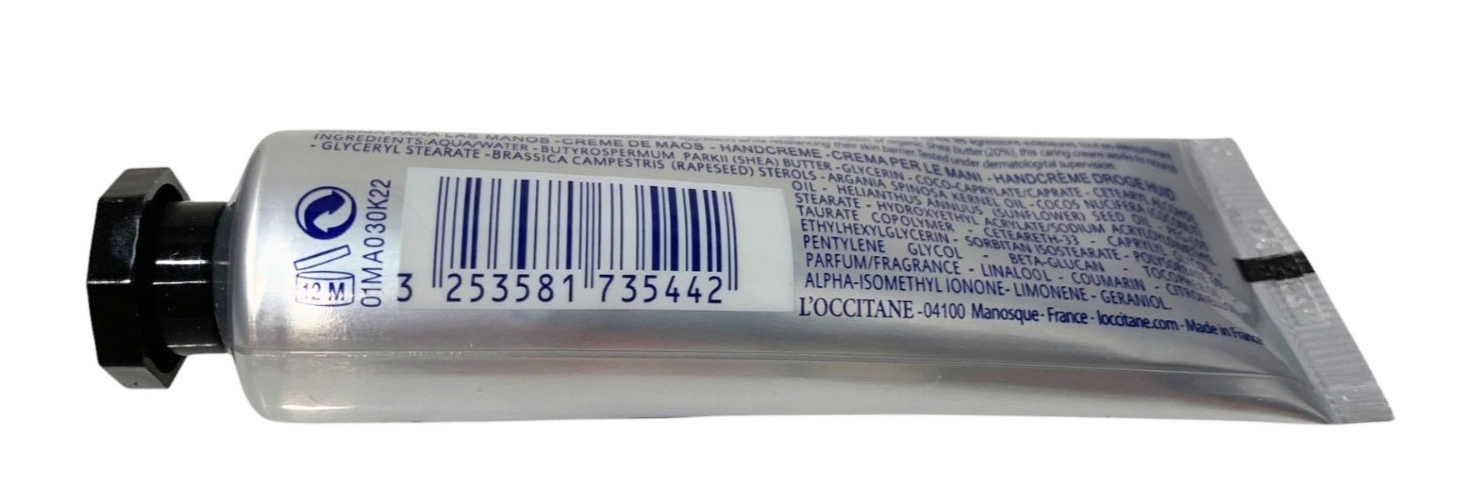 PARA LAS MANOS - CREME DE MAOS - HANDCREME - CREMA PER LE MANI - HANDCRÈME DROGE HUID
INGREDIENTS: AQUA/WATER - BUTYROSPERMUM PARKII (SHEA) BUTTER - GLYCERIN - COCO-CAPRYLATE/CAPRATE - CETEARYL ALCOHOL
- GLYCERYL STEARATE - BRASSICA CAMPESTRIS (RAPESEED) STEROLS - ARGANIA SPINOSA KERNEL OIL - COCOS NUCIFERA (COCONUT)
OIL - HELIANTHUS ANNUUS (SUNFLOWER) SEED OIL
STEARATE - HYDROXYETHYL ACRYLATE/SODIUM ACRYLOYLDIMETHYL
TAURATE COPOLYMER - CETEARETH-33 - CAPRYLYL
ETHYLHEXYLGLYCERIN - SORBITAN ISOSTEARATE -
PENTYLENE GLYCOL - BETA-GLUCAN -
PARFUM/FRAGRANCE - LINALOOL - COUMARIN -
ALPHA-ISOMETHYL IONONE- LIMONENE - GERANIOL.
L'OCCITANE -04100 Manosque- France - loccitane.com - Made in France
12 M
01MA030K22
3 253581 735442